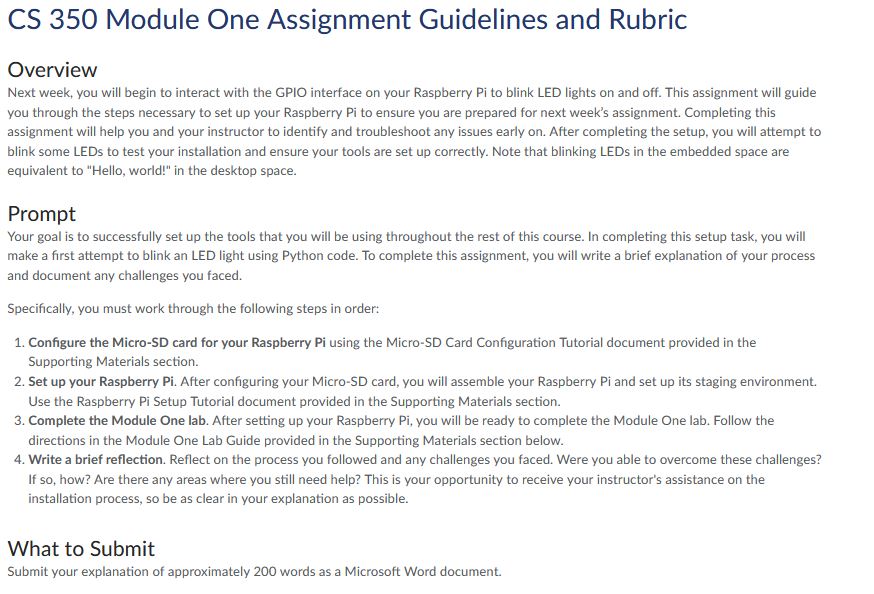 CS 350 Module One Assignment Guidelines and Rubric
Overview
Next week, you will begin to interact with the GPIO interface on your Raspberry Pi to blink LED lights on and off. This assignment will guide
you through the steps necessary to set up your Raspberry Pi to ensure you are prepared for next week’s assignment. Completing this
assignment will help you and your instructor to identify and troubleshoot any issues early on. After completing the setup, you will attempt to
blink some LEDs to test your installation and ensure your tools are set up correctly. Note that blinking LEDs in the embedded space are
equivalent to "Hello, world!" in the desktop space.
Prompt
Your goal is to successfully set up the tools that you will be using throughout the rest of this course. In completing this setup task, you will
make a first attempt to blink an LED light using Python code. To complete this assignment, you will write a brief explanation of your process
and document any challenges you faced.
Specifically, you must work through the following steps in order:
1. Configure the Micro-SD card for your Raspberry Pi using the Micro-SD Card Configuration Tutorial document provided in the
Supporting Materials section.
2. Set up your Raspberry Pi. After configuring your Micro-SD card, you will assemble your Raspberry Pi and set up its staging environment.
Use the Raspberry Pi Setup Tutorial document provided in the Supporting Materials section.
3. Complete the Module One lab. After setting up your Raspberry Pi, you will be ready to complete the Module One lab. Follow the
directions in the Module One Lab Guide provided in the Supporting Materials section below.
4. Write a brief reflection. Reflect on the process you followed and any challenges you faced. Were you able to overcome these challenges?
If so, how? Are there any areas where you still need help? This is your opportunity to receive your instructor's assistance on the
installation process, so be as clear in your explanation as possible.
What to Submit
Submit your explanation of approximately 200 words as a Microsoft Word document.